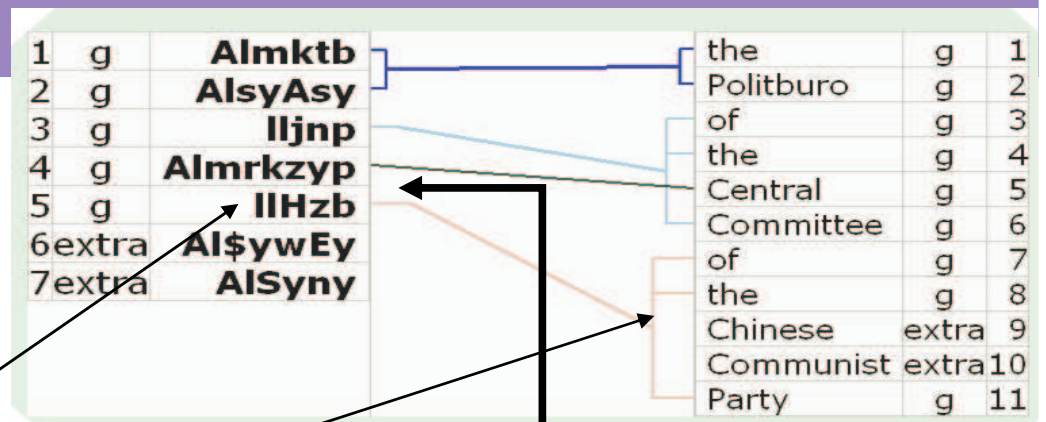 1 g Almktb the g 1
2 g AlsyAsy Politburo g 2
3 g lljnp of g 3
4 g Almrkzyp the g 4
5 g llHzb Central g 5
6 extra Al$ywEy Committee g 6
7 extra AlSyny of g 7
the g 8
Chinese extra 9
Communist extra 10
Party g 11